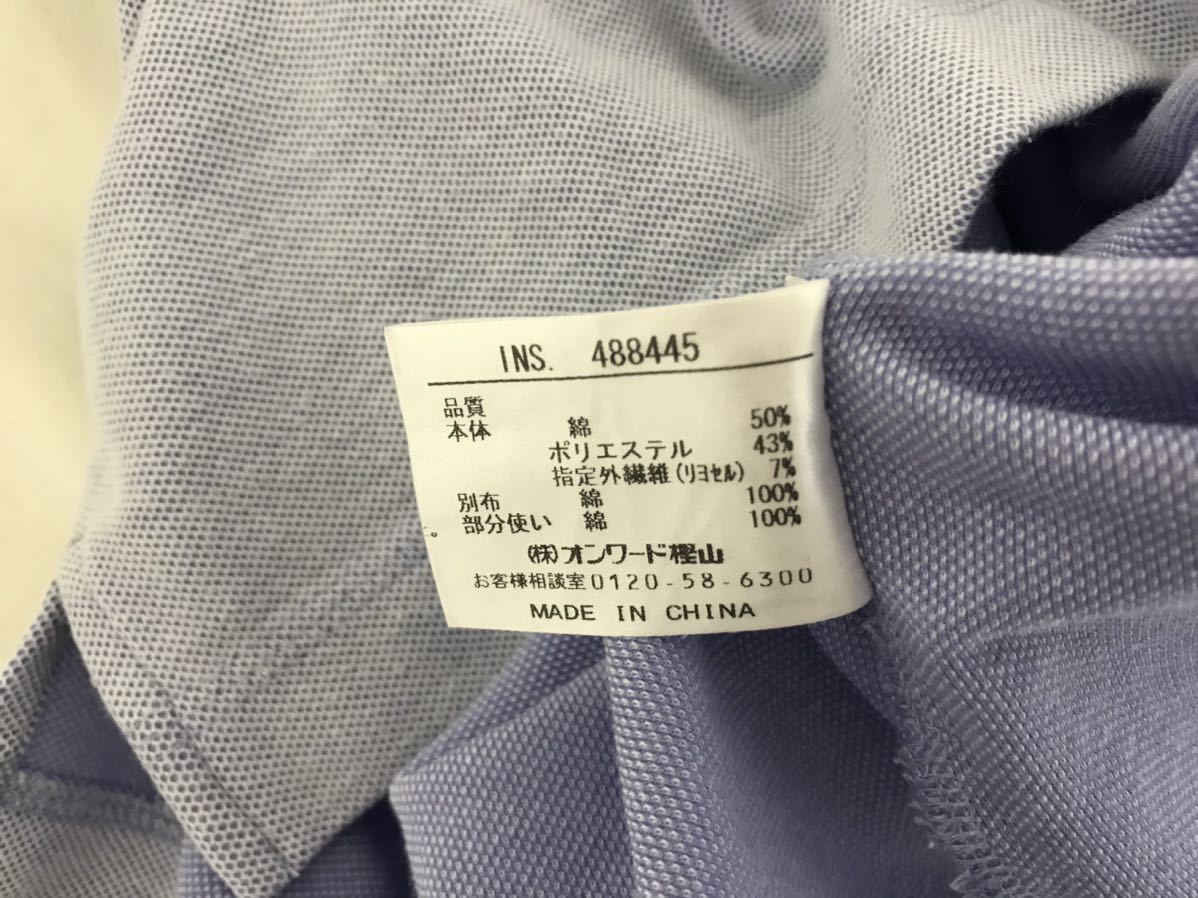 INS. 488445
品質
本体 綿 50%
ポリエステル 43%
指定外繊維(リヨセル) 7%
別布 綿 100%
部分使い 綿 100%
。
(株)オンワード樫山
お客様相談室0120-58-6300
MADE IN CHINA